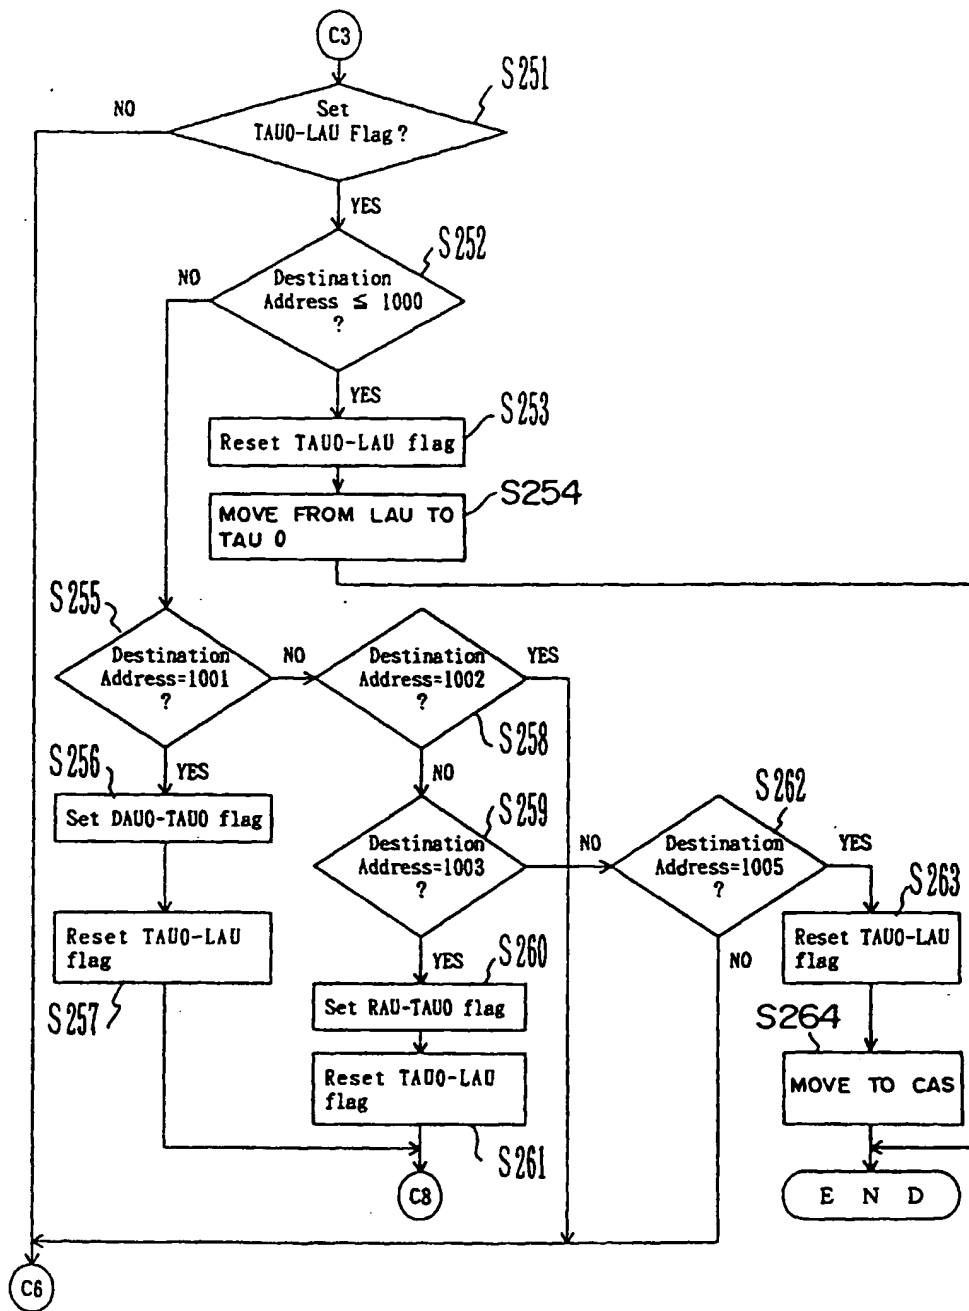 C3
S251
NO
Set
TAU0-LAU Flag?
YES
S252
NO
Destination
Address ≦ 1000
?
YES
S253
Reset TAU0-LAU flag
S254
MOVE FROM LAU TO
TAU 0
S255
Destination
Address=1001
?
NO
Destination
Address=1002
?
YES
S258
S256
YES
NO
Set DAU0-TAU0 flag
S259
Destination
Address=1003
?
NO
S262
Destination
Address=1005
?
YES
S263
Reset TAU0-LAU
flag
S257
YES
S260
NO
Reset TAU0-LAU
flag
Set RAU-TAU0 flag
S264
Reset TAU0-LAU
flag
MOVE TO CAS
S261
C8
E N D
C6